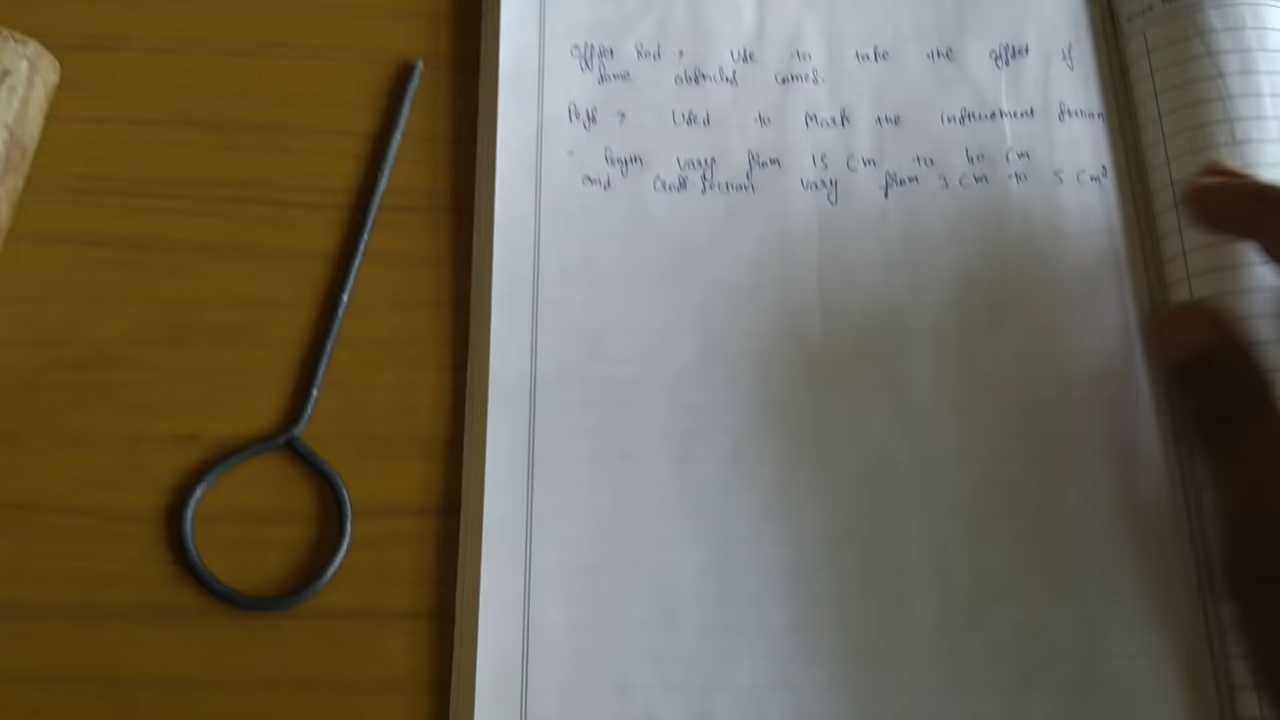 offset Rod → Use to take the offset if
some obstacles comes.
Pegs → Used to Mark the instrument station
length vary from 15 cm to 60 cm
and cross-section vary from 3 cm to 5 cm²